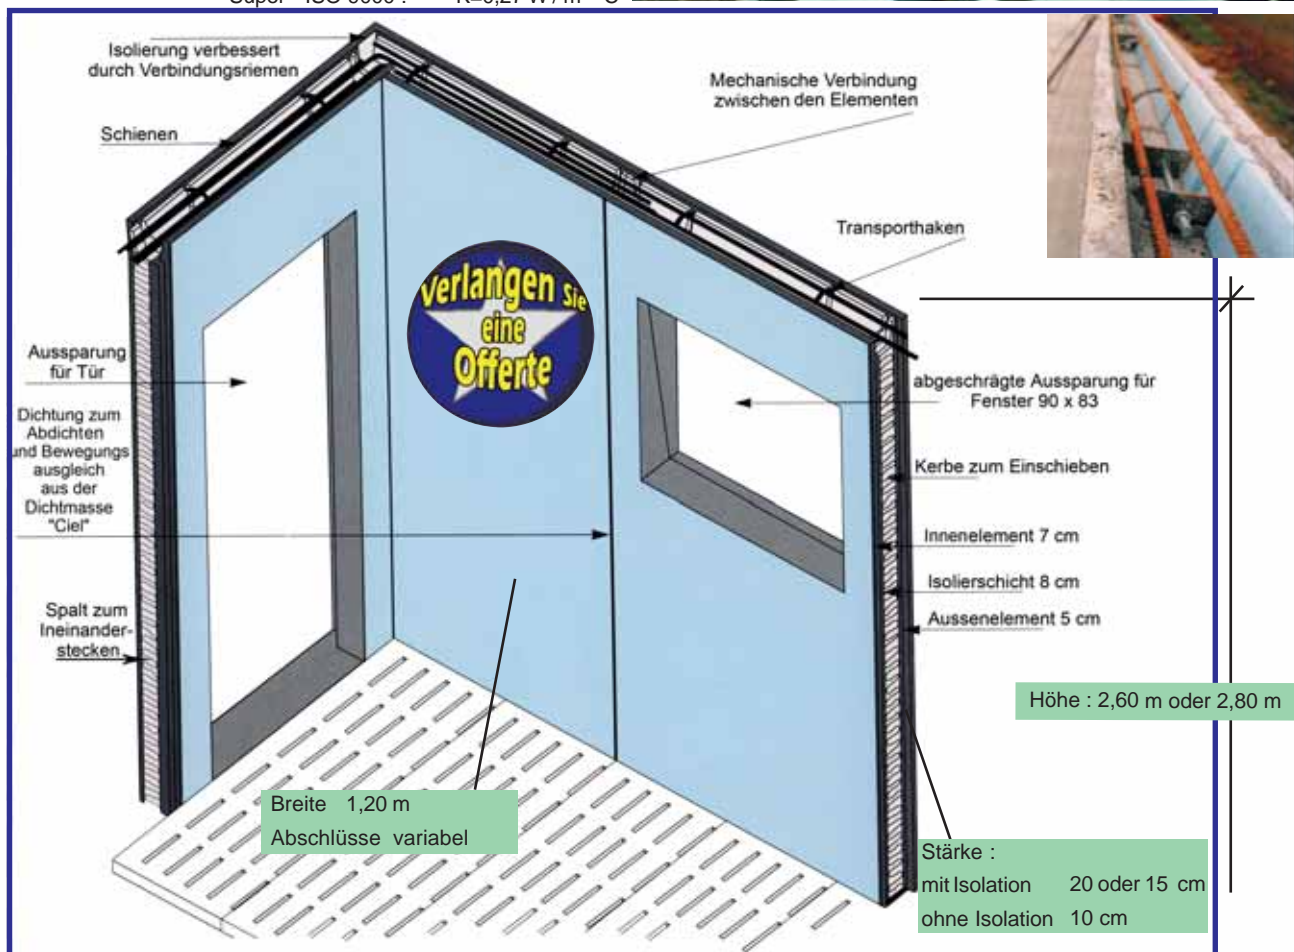 Isolierung verbessert
durch Verbindungsriemen
Mechanische Verbindung
zwischen den Elementen
Schienen
Transporthaken
Verlangen Sie
eine
Offerte
Aussparung
für Tür
abgeschrägte Aussparung für
Fenster 90 x 83
Dichtung zum
Abdichten
und Bewegungs
ausgleich
aus der
Dichtmasse
"Ciel"
Kerbe zum Einschieben
Innenelement 7 cm
Isolierschicht 8 cm
Aussenelement 5 cm
Spalt zum
Ineinander-
stecken
Höhe : 2,60 m oder 2,80 m
Breite 1,20 m
Abschlüsse variabel
Stärke :
mit Isolation 20 oder 15 cm
ohne Isolation 10 cm